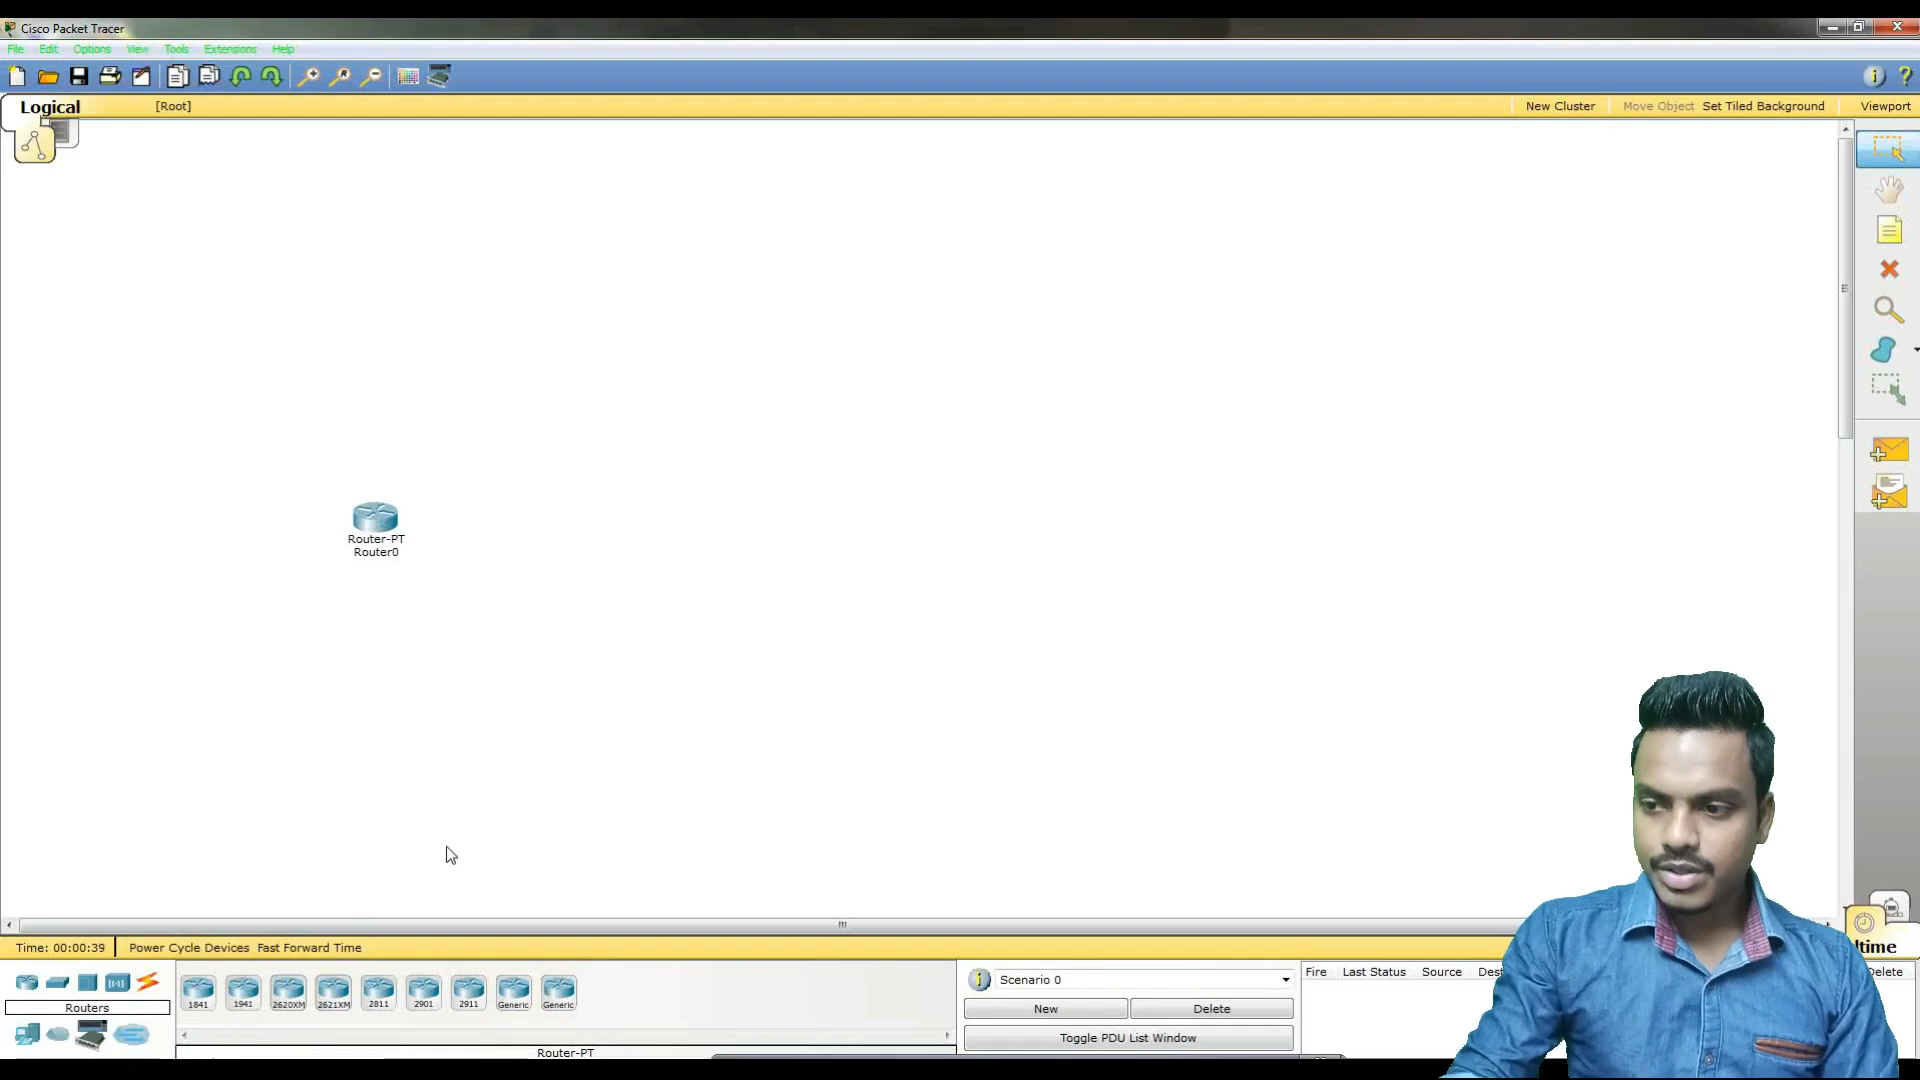 Cisco Packet Tracer
File Edit Options View Tools Extensions Help
Logical [Root] New Cluster Move Object Set Tiled Background Viewport
Router-PT
Router0
Time: 00:00:39 Power Cycle Devices Fast Forward Time
Routers
1841 1941 2620XM 2621XM 2811 2901 2911 Generic Generic
Router-PT
Scenario 0
New Delete
Toggle PDU List Window
Fire Last Status Source Dest
ltime
Delete